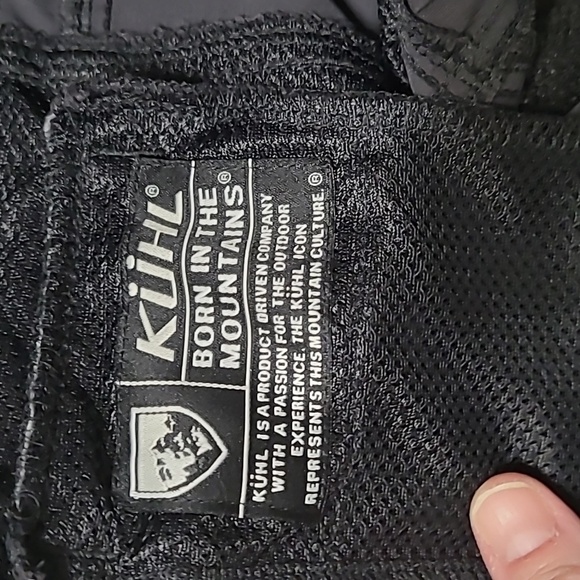 KÜHL®
BORN IN THE
MOUNTAINS®
KÜHL IS A PRODUCT DRIVEN COMPANY
WITH A PASSION FOR THE OUTDOOR
EXPERIENCE. THE KÜHL ICON
REPRESENTS THIS MOUNTAIN CULTURE.®